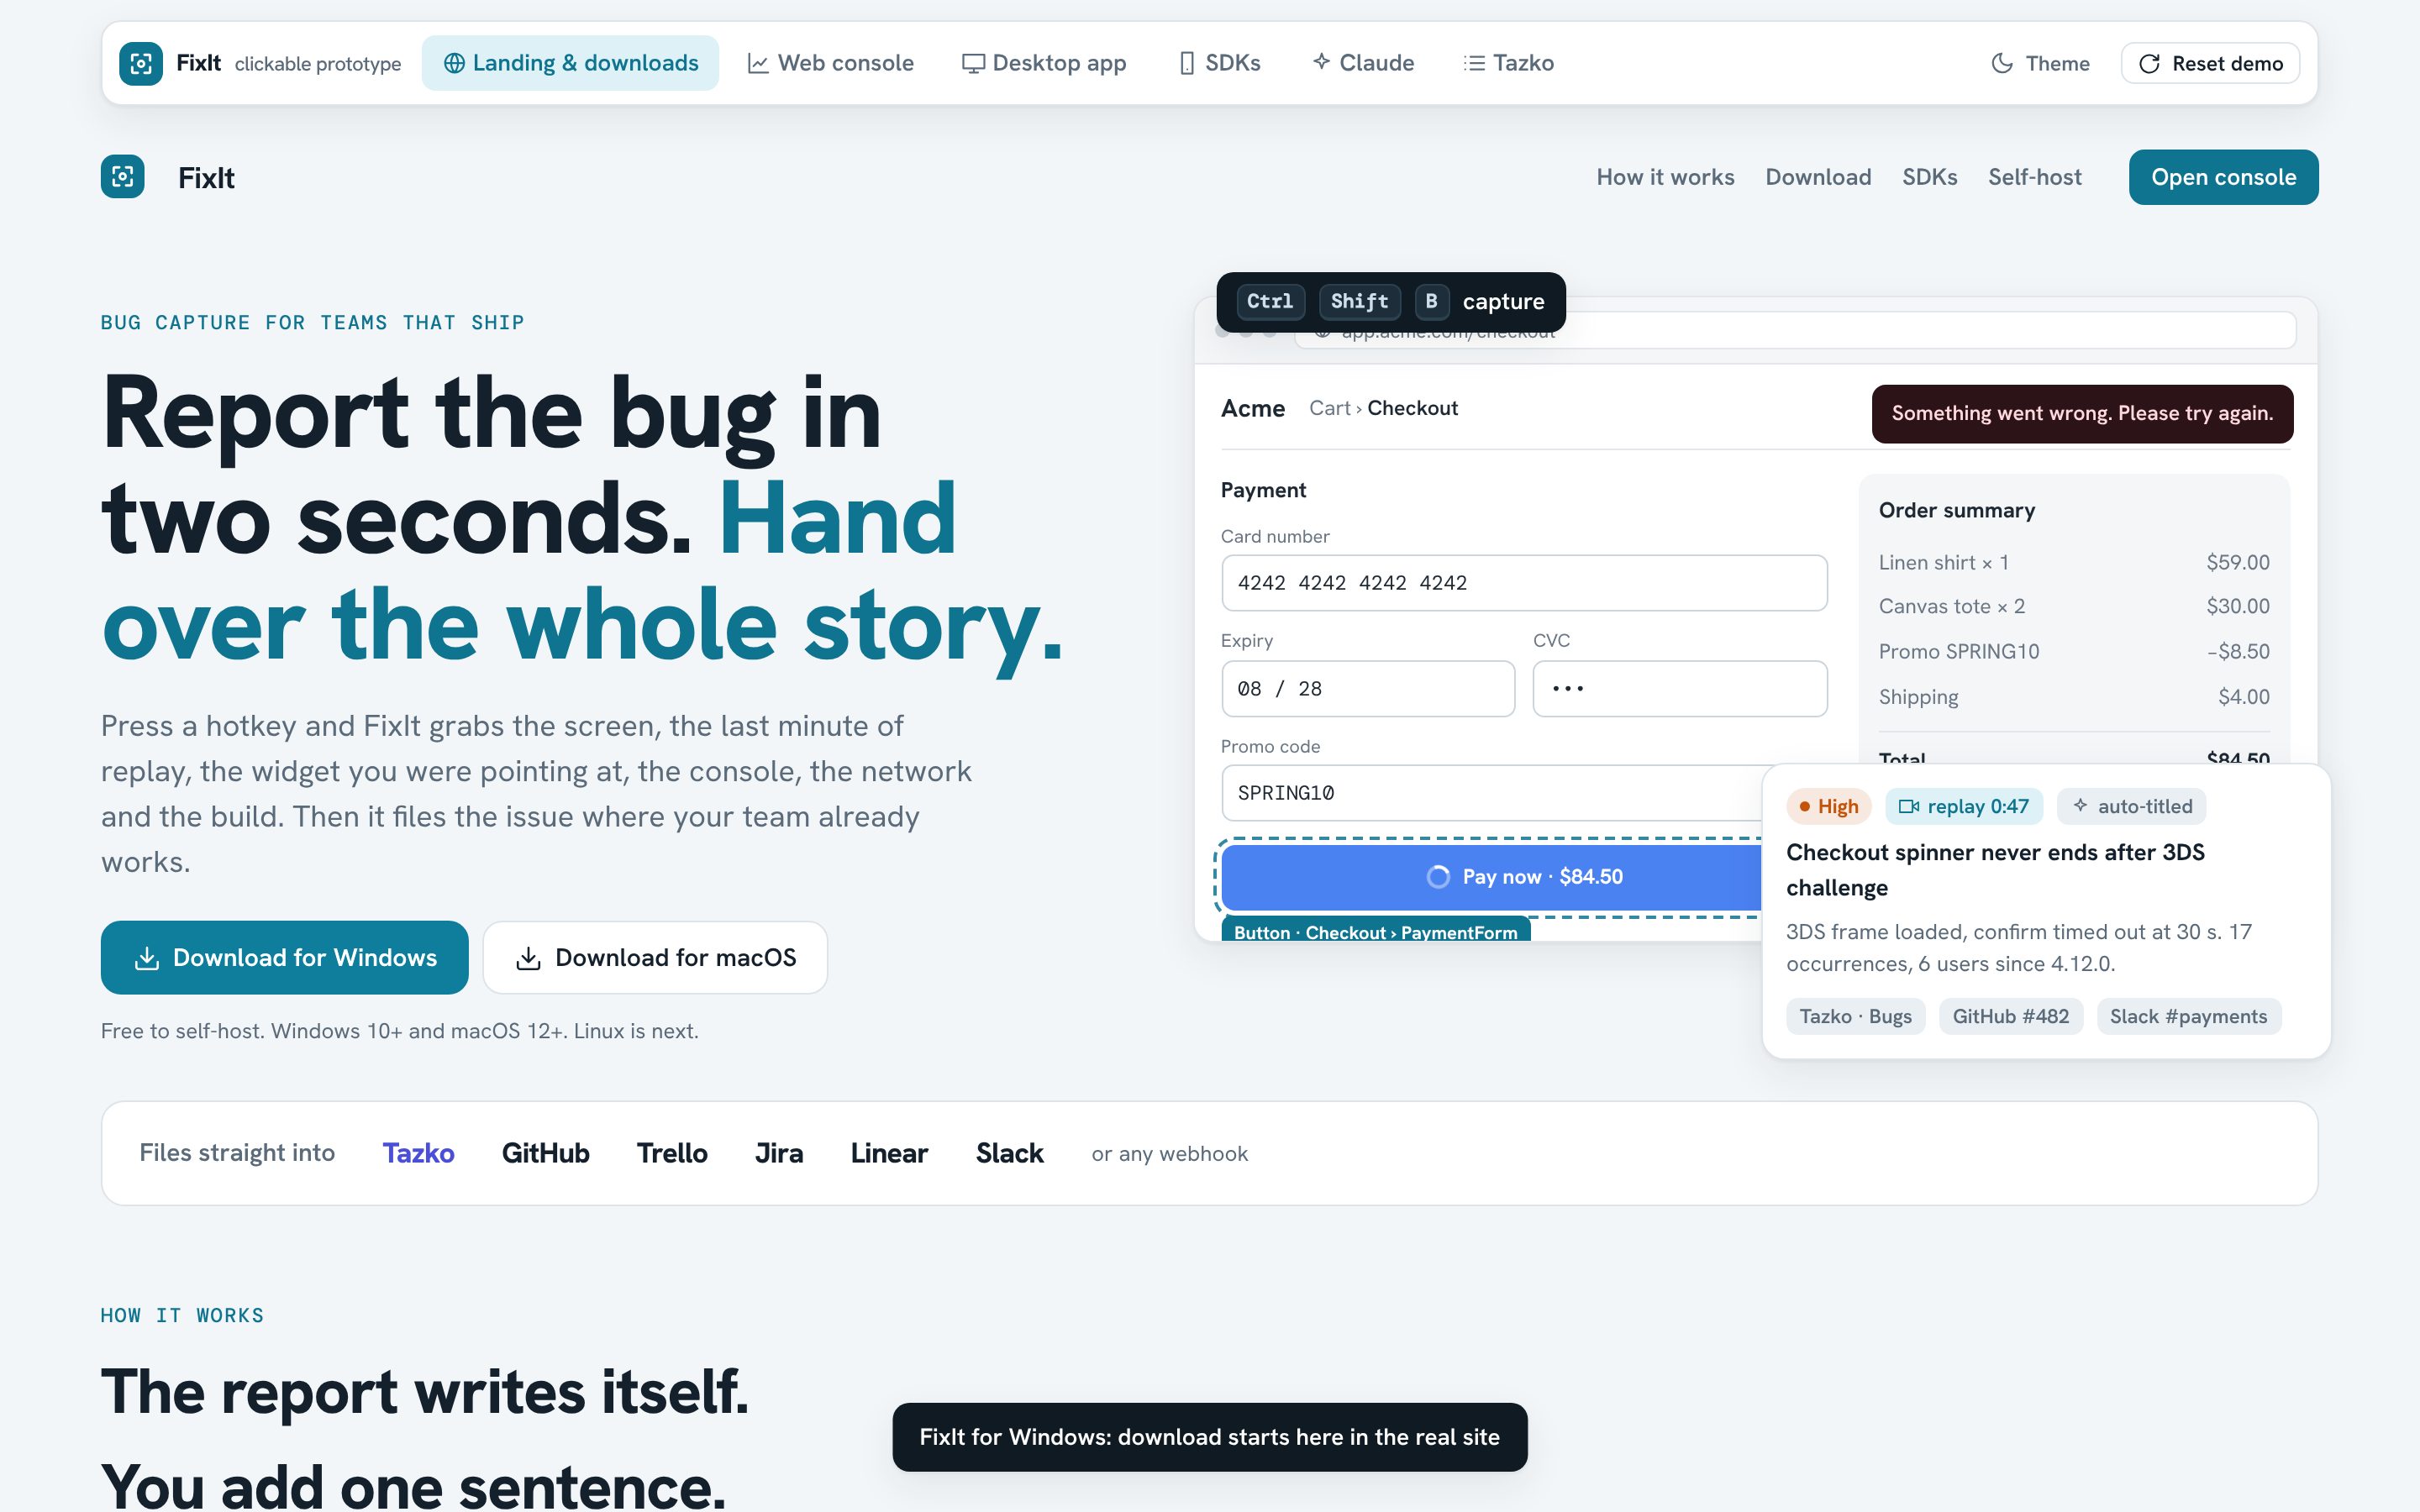 FixIt clickable prototype Landing & downloads Web console Desktop app SDKs Claude Tazko Theme Reset demo
FixIt How it works Download SDKs Self-host Open console
BUG CAPTURE FOR TEAMS THAT SHIP
Report the bug in
two seconds. Hand
over the whole story.
Press a hotkey and FixIt grabs the screen, the last minute of
replay, the widget you were pointing at, the console, the network
and the build. Then it files the issue where your team already
works.
Download for Windows Download for macOS
Free to self-host. Windows 10+ and macOS 12+. Linux is next.
Ctrl Shift B capture
app.acme.com/checkout
Acme Cart › Checkout
Something went wrong. Please try again.
Payment
Card number
4242 4242 4242 4242
Expiry CVC
08 / 28 •••
Promo code
SPRING10
Pay now · $84.50
Button · Checkout › PaymentForm
Order summary
Linen shirt × 1 $59.00
Canvas tote × 2 $30.00
Promo SPRING10 −$8.50
Shipping $4.00
Total $84.50
High replay 0:47 auto-titled
Checkout spinner never ends after 3DS
challenge
3DS frame loaded, confirm timed out at 30 s. 17
occurrences, 6 users since 4.12.0.
Tazko · Bugs GitHub #482 Slack #payments
Files straight into Tazko GitHub Trello Jira Linear Slack or any webhook
HOW IT WORKS
The report writes itself.
You add one sentence.
FixIt for Windows: download starts here in the real site